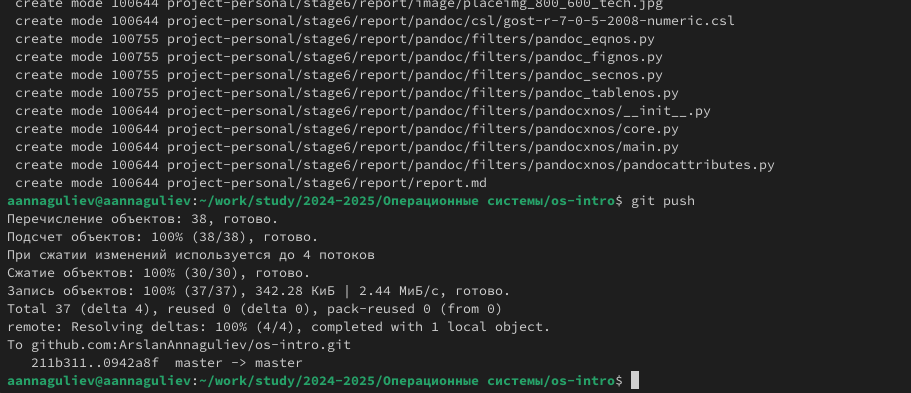 create mode 100644 project-personal/stage6/report/image/placeimg_800_600_tech.jpg
create mode 100644 project-personal/stage6/report/pandoc/csl/gost-r-7-0-5-2008-numeric.csl
create mode 100755 project-personal/stage6/report/pandoc/filters/pandoc_eqnos.py
create mode 100755 project-personal/stage6/report/pandoc/filters/pandoc_fignos.py
create mode 100755 project-personal/stage6/report/pandoc/filters/pandoc_secnos.py
create mode 100755 project-personal/stage6/report/pandoc/filters/pandoc_tablenos.py
create mode 100644 project-personal/stage6/report/pandoc/filters/pandocxnos/__init__.py
create mode 100644 project-personal/stage6/report/pandoc/filters/pandocxnos/core.py
create mode 100644 project-personal/stage6/report/pandoc/filters/pandocxnos/main.py
create mode 100644 project-personal/stage6/report/pandoc/filters/pandocxnos/pandocattributes.py
create mode 100644 project-personal/stage6/report/report.md
aannaguliev@aannaguliev:~/work/study/2024-2025/Операционные системы/os-intro$ git push
Перечисление объектов: 38, готово.
Подсчет объектов: 100% (38/38), готово.
При сжатии изменений используется до 4 потоков
Сжатие объектов: 100% (30/30), готово.
Запись объектов: 100% (37/37), 342.28 КиБ | 2.44 МиБ/с, готово.
Total 37 (delta 4), reused 0 (delta 0), pack-reused 0 (from 0)
remote: Resolving deltas: 100% (4/4), completed with 1 local object.
To github.com:ArslanAnnaguliev/os-intro.git
211b311..0942a8f  master -> master
aannaguliev@aannaguliev:~/work/study/2024-2025/Операционные системы/os-intro$